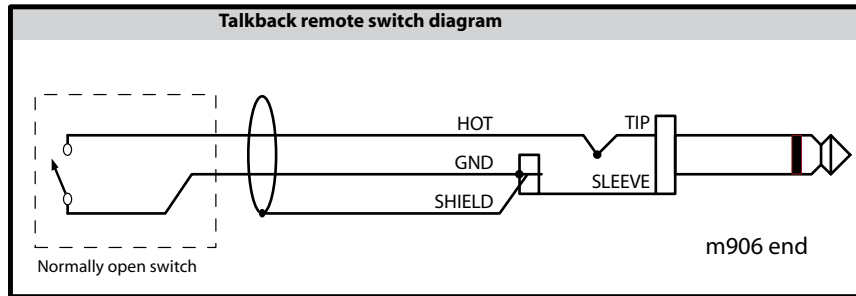 Talkback remote switch diagram
HOT
TIP
GND
SLEEVE
SHIELD
m906 end
Normally open switch